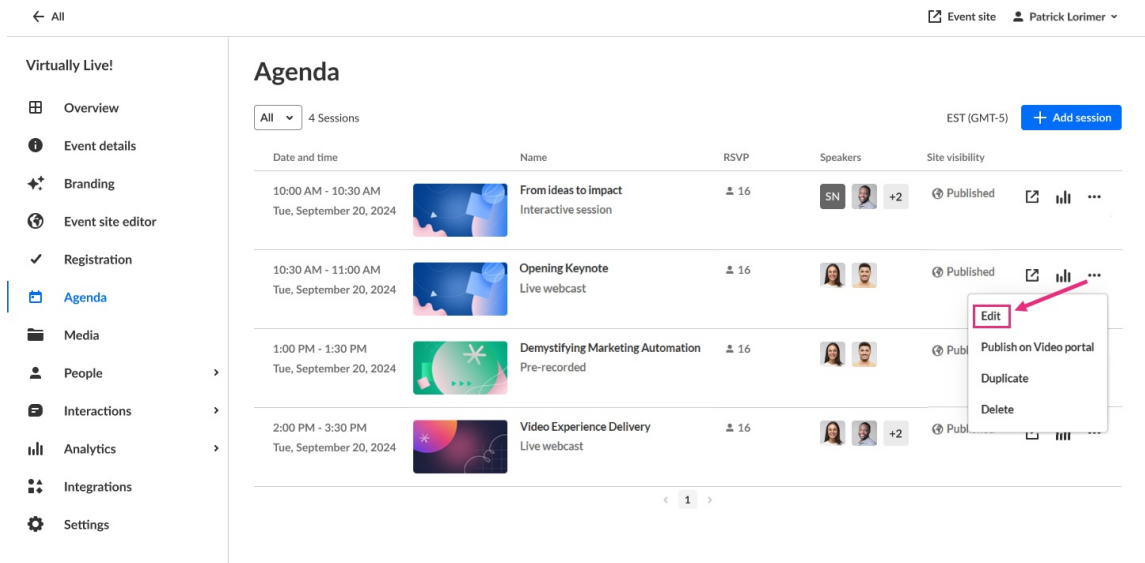 All
Event site
Patrick Lorimer
Virtually Live!
Overview
Event details
Branding
Event site editor
Registration
Agenda
Media
People
Interactions
Analytics
Integrations
Settings
Agenda
All 4 Sessions
EST (GMT-5) + Add session
Date and time Name RSVP Speakers Site visibility
10:00 AM - 10:30 AM From ideas to impact 16 SN +2 Published
Tue, September 20, 2024 Interactive session
10:30 AM - 11:00 AM Opening Keynote 16 Published
Tue, September 20, 2024 Live webcast
Edit
Publish on Video portal
Duplicate
Delete
1:00 PM - 1:30 PM Demystifying Marketing Automation 16 Publ
Tue, September 20, 2024 Pre-recorded
2:00 PM - 3:30 PM Video Experience Delivery 16 +2 Publ
Tue, September 20, 2024 Live webcast
< 1 >